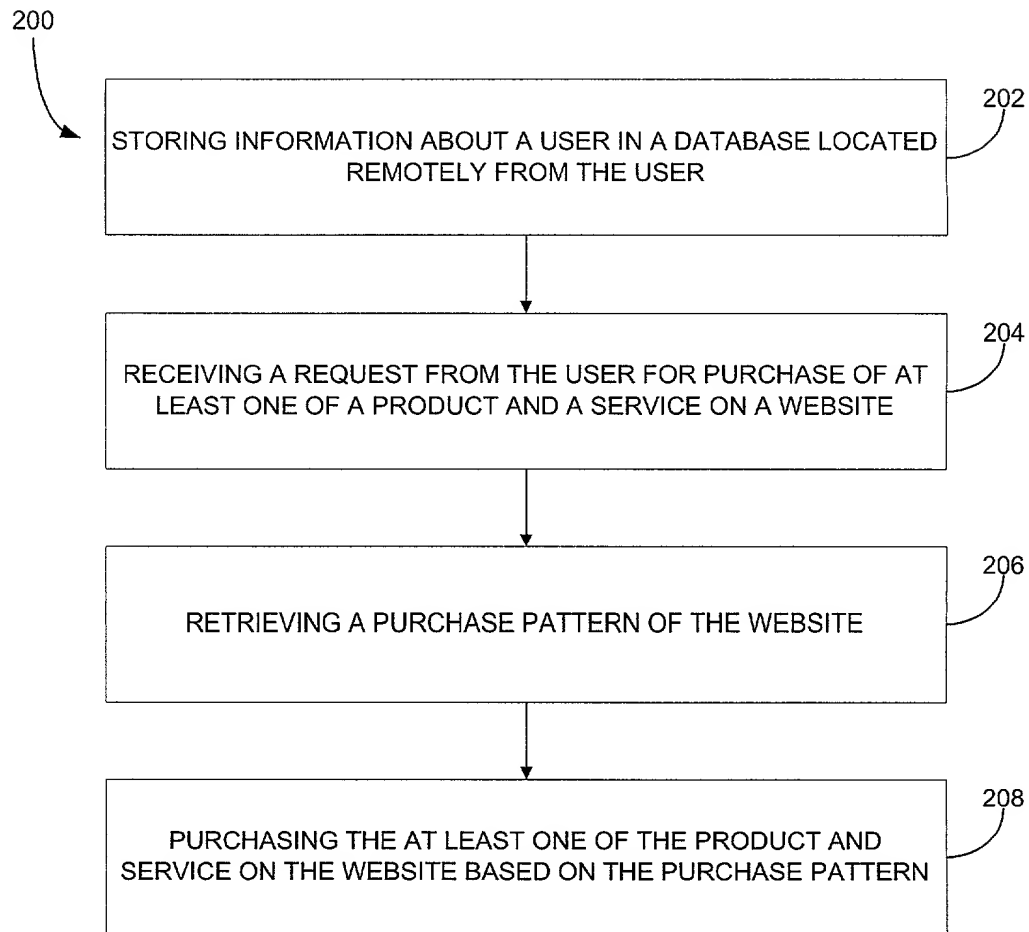 200
202
STORING INFORMATION ABOUT A USER IN A DATABASE LOCATED
REMOTELY FROM THE USER
204
RECEIVING A REQUEST FROM THE USER FOR PURCHASE OF AT
LEAST ONE OF A PRODUCT AND A SERVICE ON A WEBSITE
206
RETRIEVING A PURCHASE PATTERN OF THE WEBSITE
208
PURCHASING THE AT LEAST ONE OF THE PRODUCT AND
SERVICE ON THE WEBSITE BASED ON THE PURCHASE PATTERN